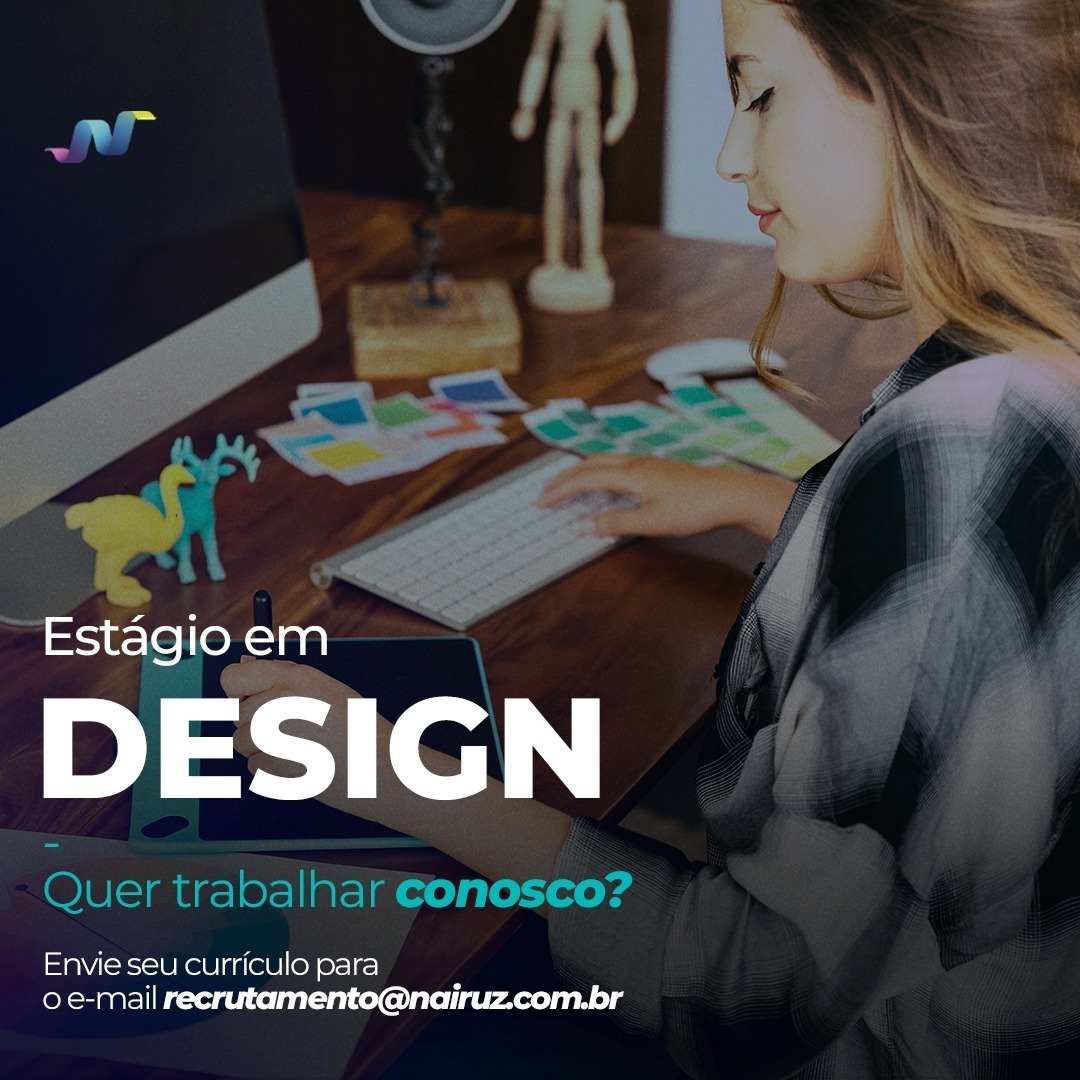 Estágio em
DESIGN
-
Quer trabalhar conosco?
Envie seu currículo para
o e-mail recrutamento@nairuz.com.br